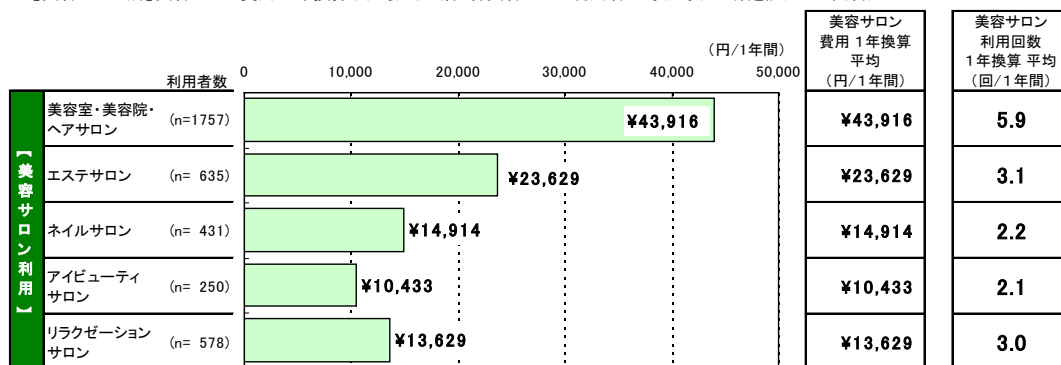 美容サロン
費用 1年換算
平均
(円/1年間)
美容サロン
利用回数
1年換算 平均
(回/1年間)
(円/1年間)
利用者数
0 10,000 20,000 30,000 40,000 50,000
【美容サロン利用】
美容室・美容院・
ヘアサロン (n=1757) ¥43,916 ¥43,916 5.9
エステサロン (n= 635) ¥23,629 ¥23,629 3.1
ネイルサロン (n= 431) ¥14,914 ¥14,914 2.2
アイビューティ
サロン (n= 250) ¥10,433 ¥10,433 2.1
リラクゼーション
サロン (n= 578) ¥13,629 ¥13,629 3.0